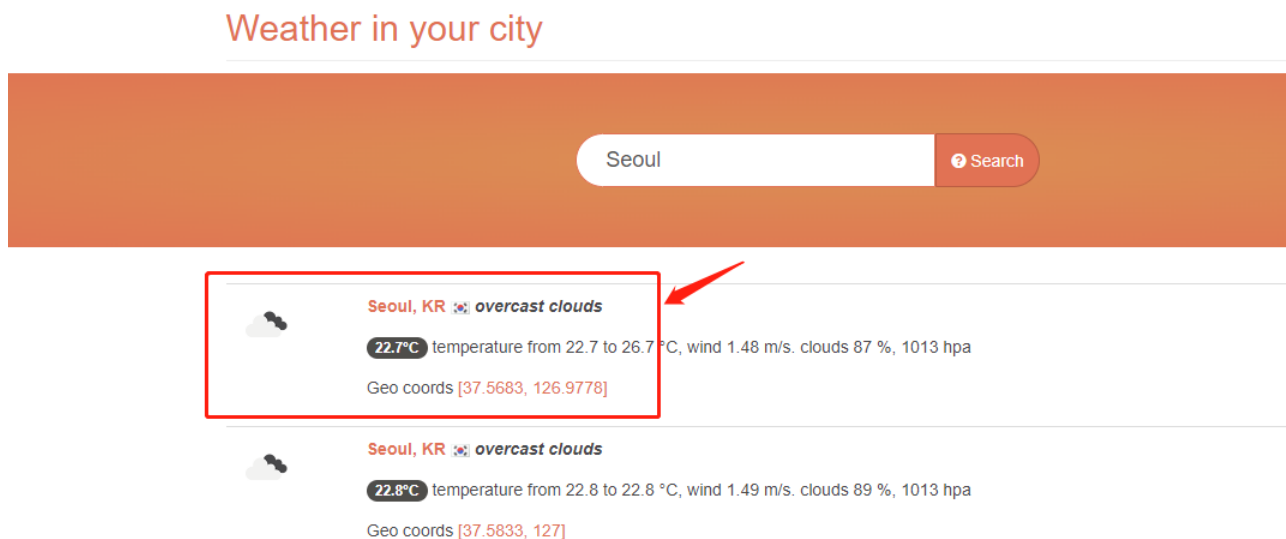 Weather in your city
Seoul
Search
Seoul, KR overcast clouds
22.7°C temperature from 22.7 to 26.7 °C, wind 1.48 m/s. clouds 87 %, 1013 hpa
Geo coords [37.5683, 126.9778]
Seoul, KR overcast clouds
22.8°C temperature from 22.8 to 22.8 °C, wind 1.49 m/s. clouds 89 %, 1013 hpa
Geo coords [37.5833, 127]